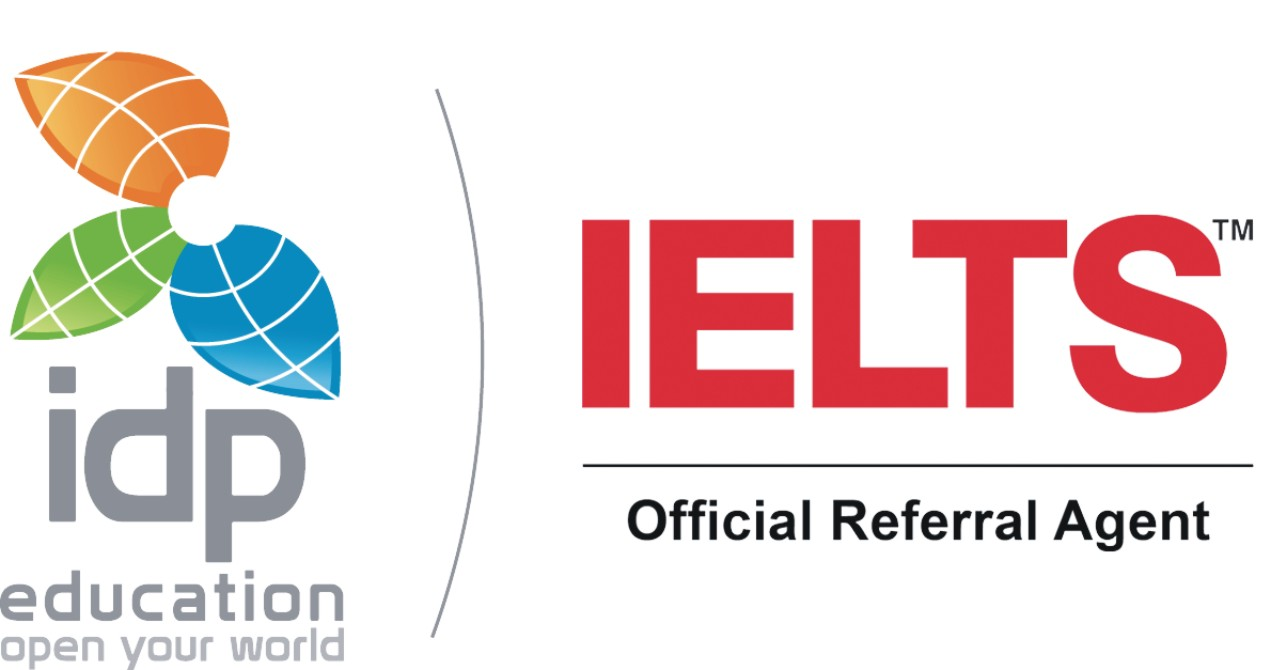 idp
education
open your world
IELTS™
Official Referral Agent